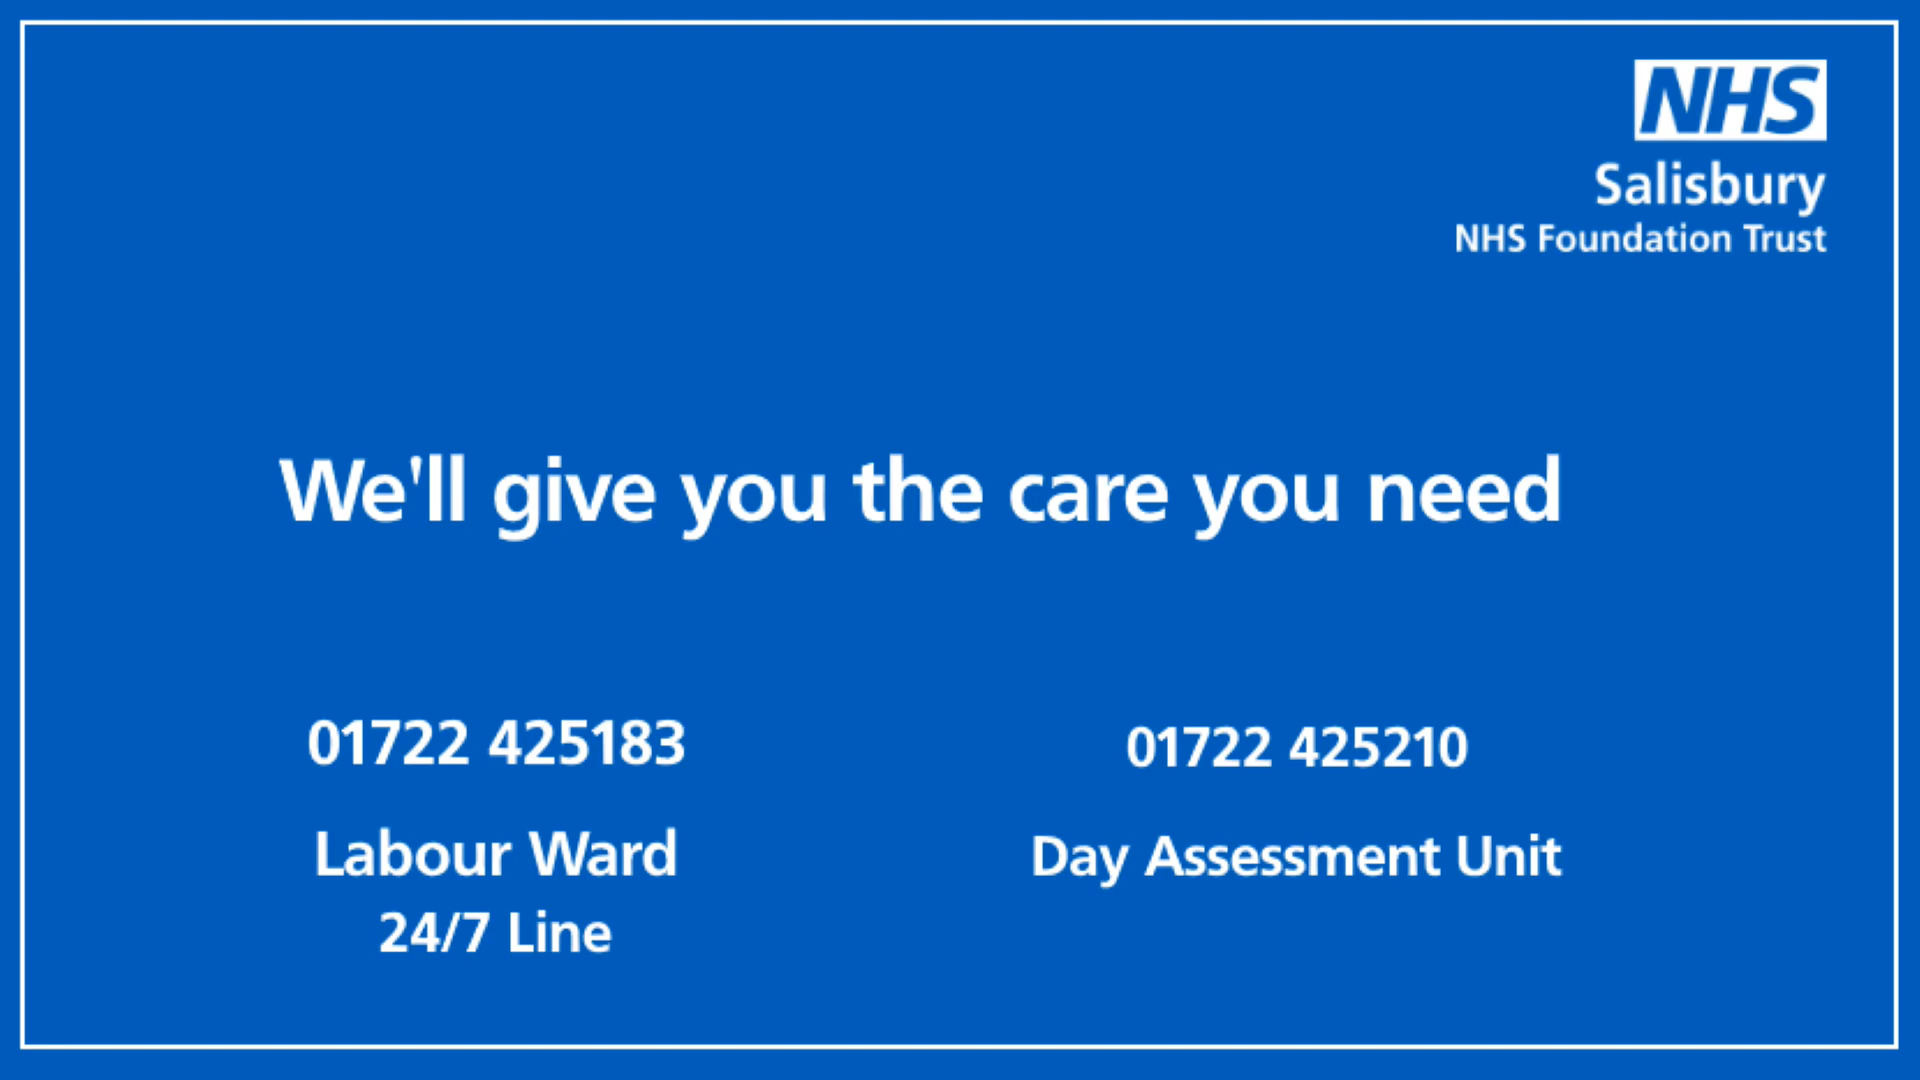 NHS
Salisbury
NHS Foundation Trust
We'll give you the care you need
01722 425183
Labour Ward
24/7 Line
01722 425210
Day Assessment Unit